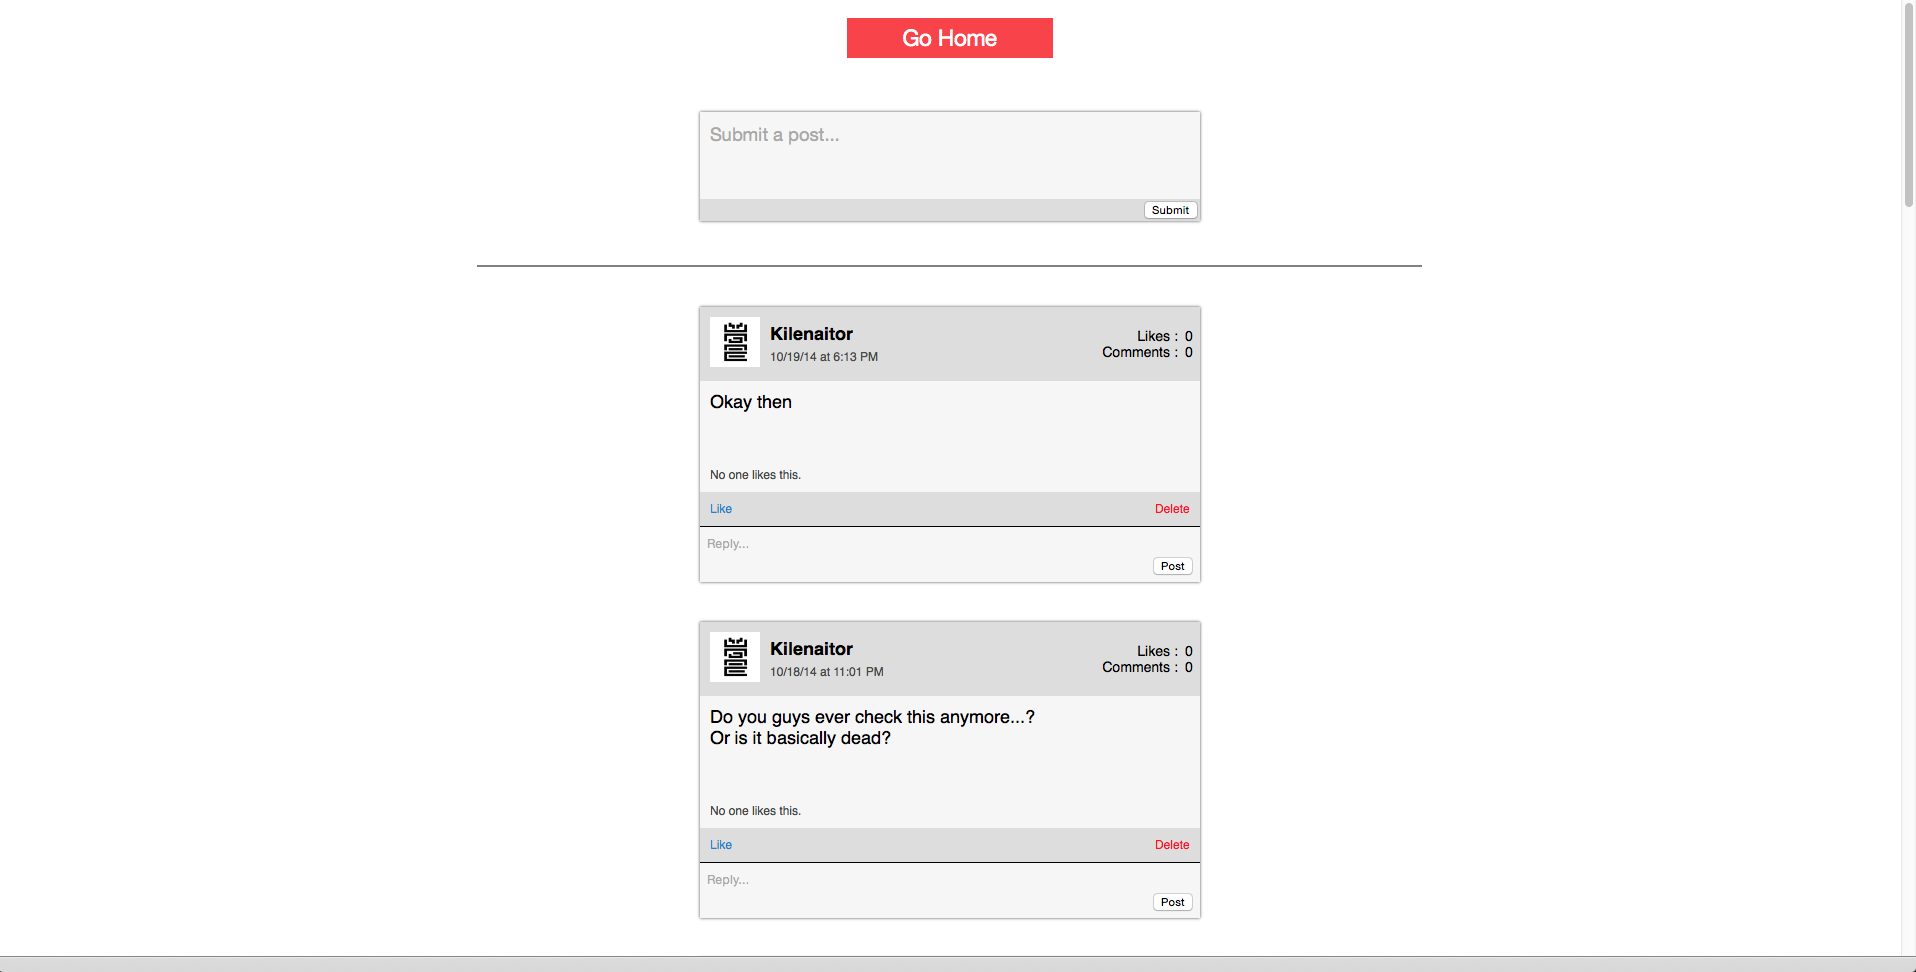 Go Home
Submit a post...
Submit
Kilenaitor
10/19/14 at 6:13 PM
Likes : 0
Comments : 0
Okay then
No one likes this.
Like
Delete
Reply...
Post
Kilenaitor
10/18/14 at 11:01 PM
Likes : 0
Comments : 0
Do you guys ever check this anymore...?
Or is it basically dead?
No one likes this.
Like
Delete
Reply...
Post